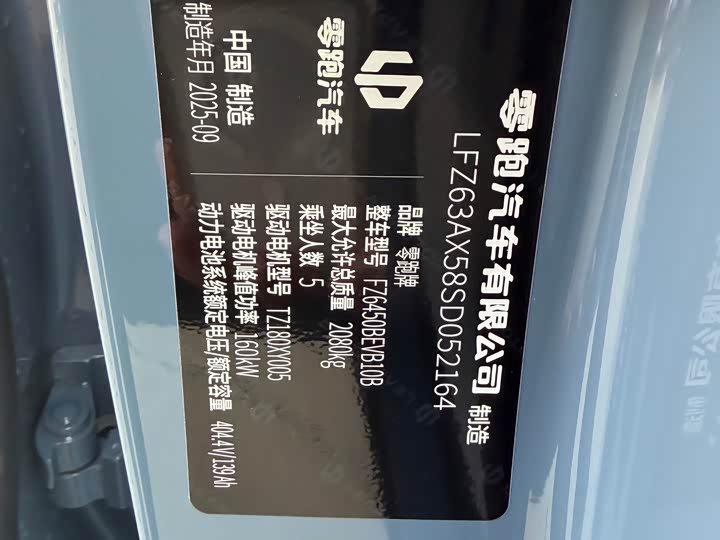 零跑汽车有限公司 制造
LFZ63AX58SD052164
零跑汽车
中国 制造
制造年月 2025-09
品牌 零跑牌
整车型号 FZ6450BEVB10B
最大允许总质量 2080kg
乘坐人数 5
驱动电机型号 TZ180XY005
驱动电机峰值功率 160kW
动力电池系统额定电压/额定容量 404.4V/139Ah